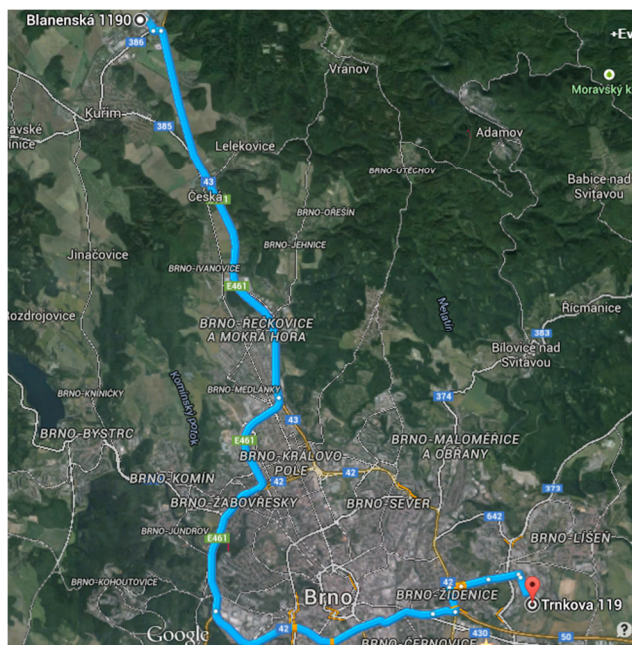 Blanenská 1190
386
+Ev
Vranov
Moravský k
Kuřim
avské
nice
385
Adamov
Lelekovice
BRNO-ÚTĚCHOV
43
Česká
Babice nad
Svitavou
BRNO-OŘEŠÍN
Jinačovice
BRNO-JEHNICE
BRNO-IVANOVICE
E461
Melatín
Rozdrojovice
Řícmanice
BRNO-ŘEČKOVICE
A MOKRÁ HORA
383
Bílovice nad
Svitavou
Komínský potok
BRNO-KNÍNIČKY
BRNO-MEDLÁNKY
374
43
BRNO-BYSTRC
E461
BRNO-MALOMĚŘICE
A OBŘANY
BRNO-KRÁLOVO
POLE
42
42
BRNO-KOMÍN
373
BRNO-ŽABOVŘESKY
BRNO-SEVER
642
BRNO-JUNDROV
E461
BRNO-LÍŠEŇ
BRNO-KOHOUTOVICE
42
BRNO-ŽIDENICE
Brno
Trnkova 119
42
Google
430
50
BRNO-ČERNOVICE
?